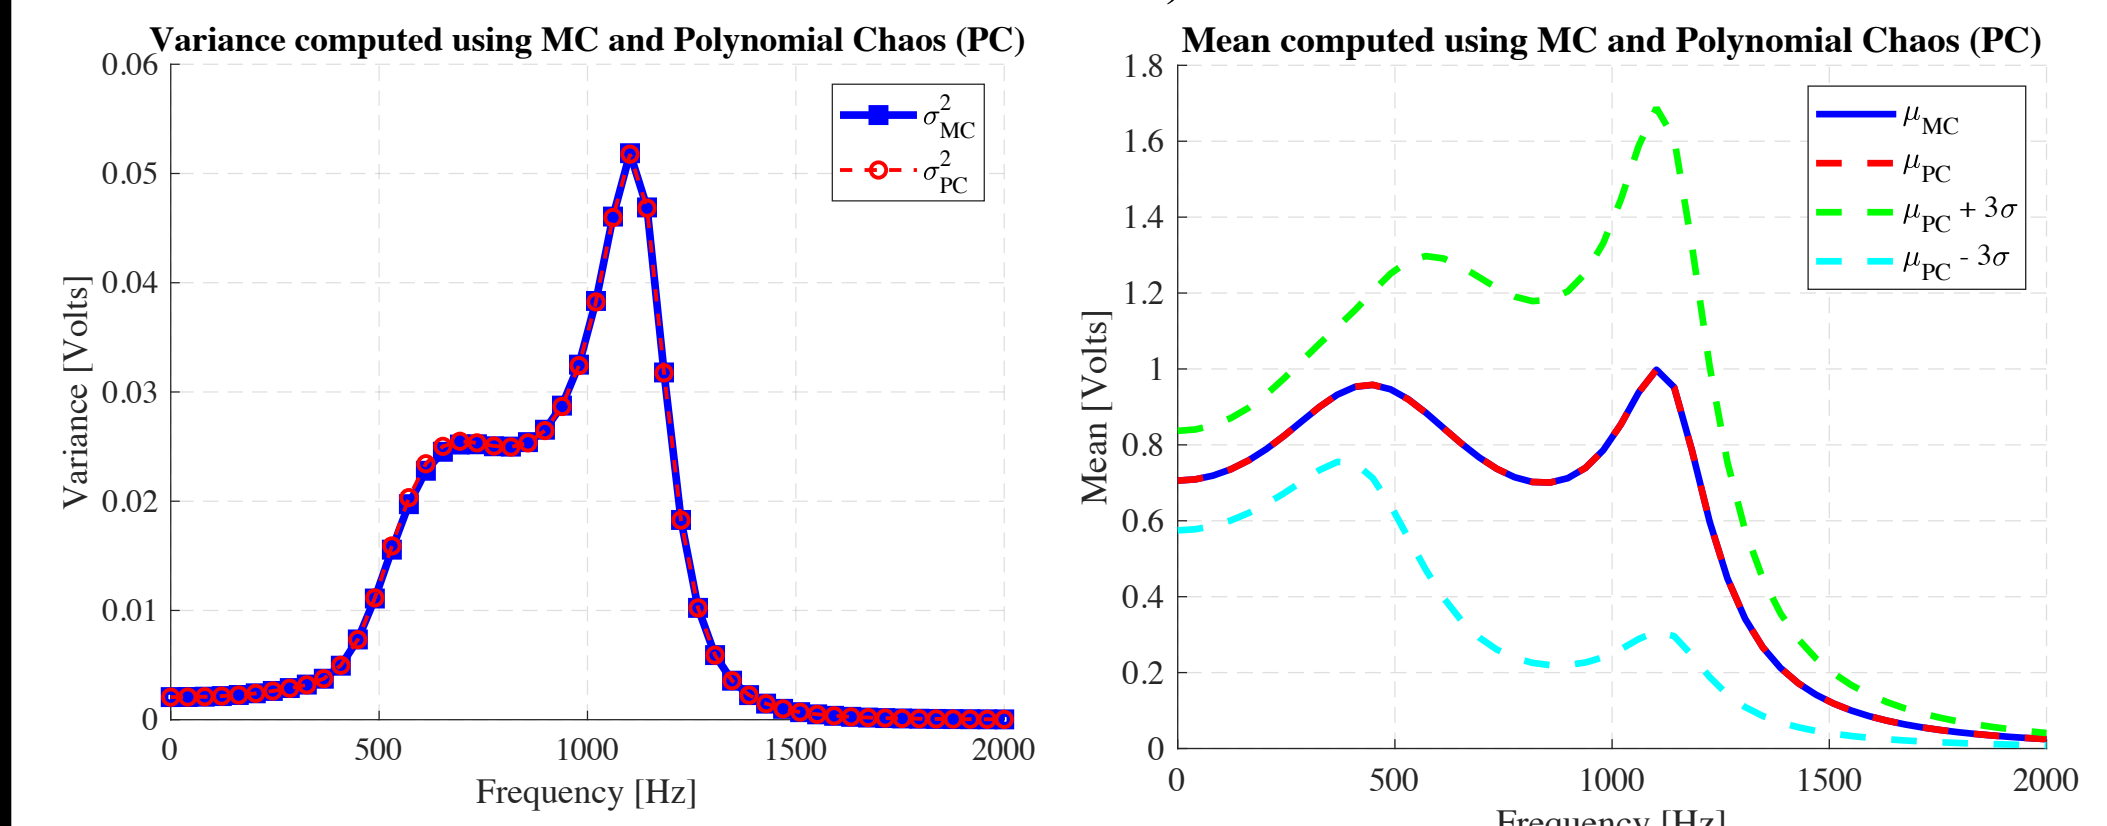 Variance computed using MC and Polynomial Chaos (PC)
0.06
0.05
0.04
0.03
0.02
0.01
0
Variance [Volts]
σ²MC
σ²PC
0 500 1000 1500 2000
Frequency [Hz]
Mean computed using MC and Polynomial Chaos (PC)
1.8
1.6
1.4
1.2
1
0.8
0.6
0.4
0.2
0
Mean [Volts]
μMC
μPC
μPC + 3σ
μPC - 3σ
0 500 1000 1500 2000
Frequency [Hz]